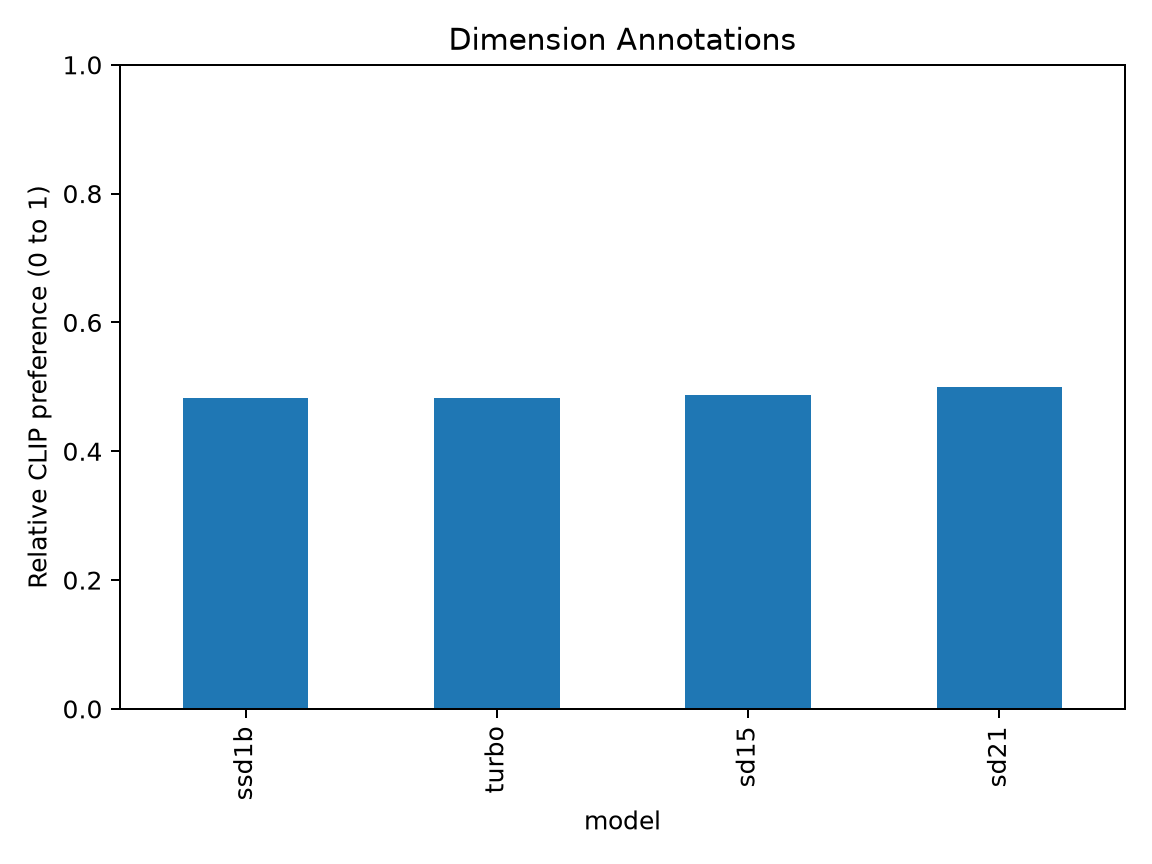 Dimension Annotations
Relative CLIP preference (0 to 1)
1.0
0.8
0.6
0.4
0.2
0.0
ssd1b
turbo
sd15
sd21
model